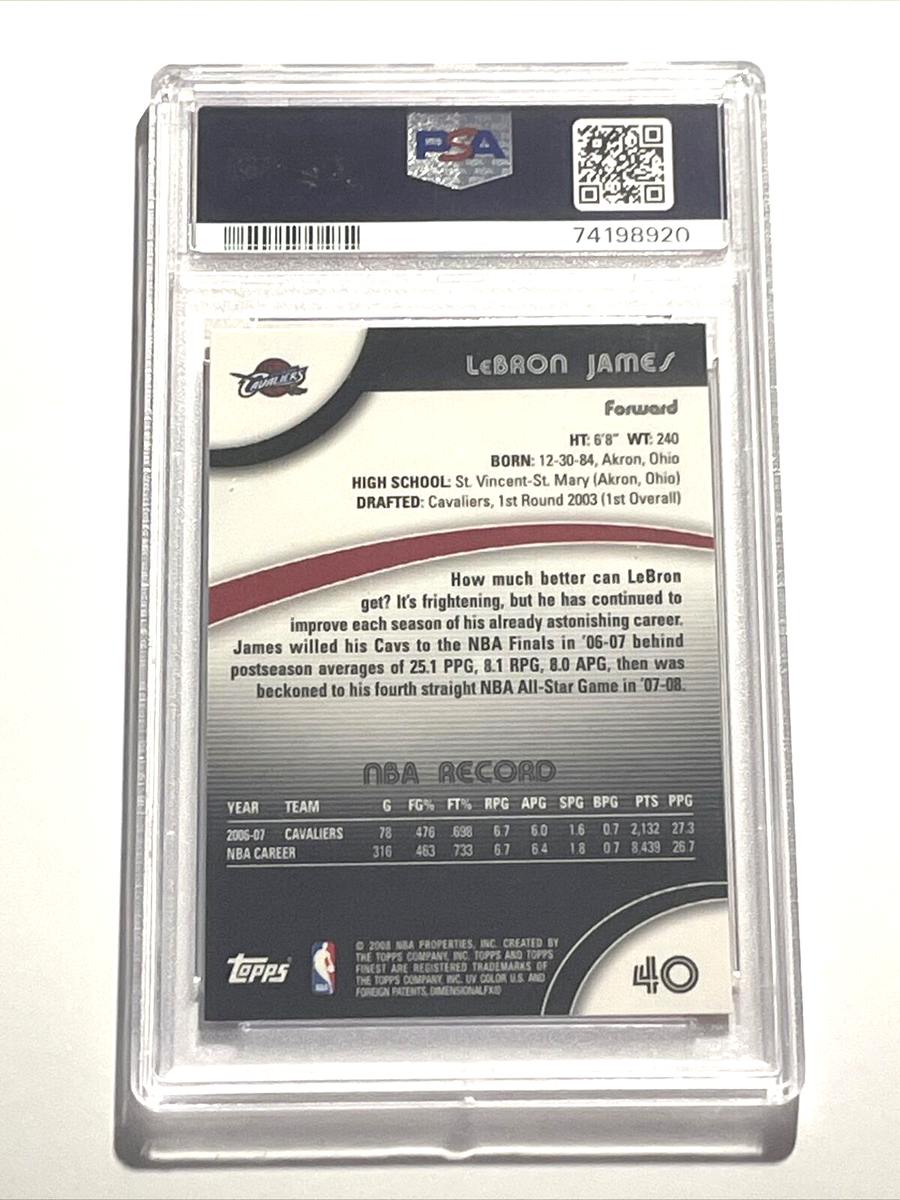 PSA
74198920
CAVALIERS
LeBRON JAMES
Forward
HT: 6'8" WT: 240
BORN: 12-30-84, Akron, Ohio
HIGH SCHOOL: St. Vincent-St. Mary (Akron, Ohio)
DRAFTED: Cavaliers, 1st Round 2003 (1st Overall)
How much better can LeBron
get? It's frightening, but he has continued to
improve each season of his already astonishing career.
James willed his Cavs to the NBA Finals in '06-07 behind
postseason averages of 25.1 PPG, 8.1 RPG, 8.0 APG, then was
beckoned to his fourth straight NBA All-Star Game in '07-08.
NBA RECORD
YEAR TEAM G FG% FT% RPG APG SPG BPG PTS PPG
2006-07 CAVALIERS 78 .476 .698 6.7 6.0 1.6 0.7 2,132 27.3
NBA CAREER 316 .463 .733 6.7 6.4 1.8 0.7 8,439 26.7
© 2008 NBA PROPERTIES, INC. CREATED BY
THE TOPPS COMPANY, INC. TOPPS AND TOPPS
FINEST ARE REGISTERED TRADEMARKS OF
THE TOPPS COMPANY, INC. UV COLOR U.S. AND
FOREIGN PATENTS, DIMENSIONALFX/D
Topps
40